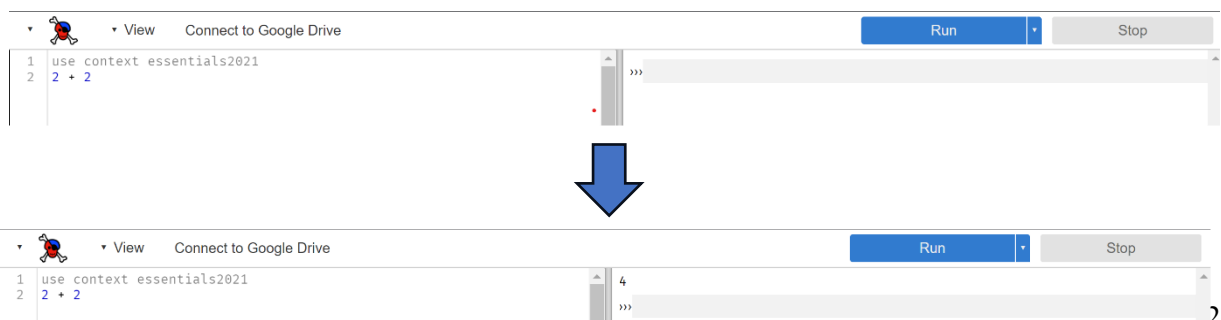 View Connect to Google Drive Run Stop
1 use context essentials2021
2 2 + 2
›››
View Connect to Google Drive Run Stop
1 use context essentials2021 4
2 2 + 2
›››